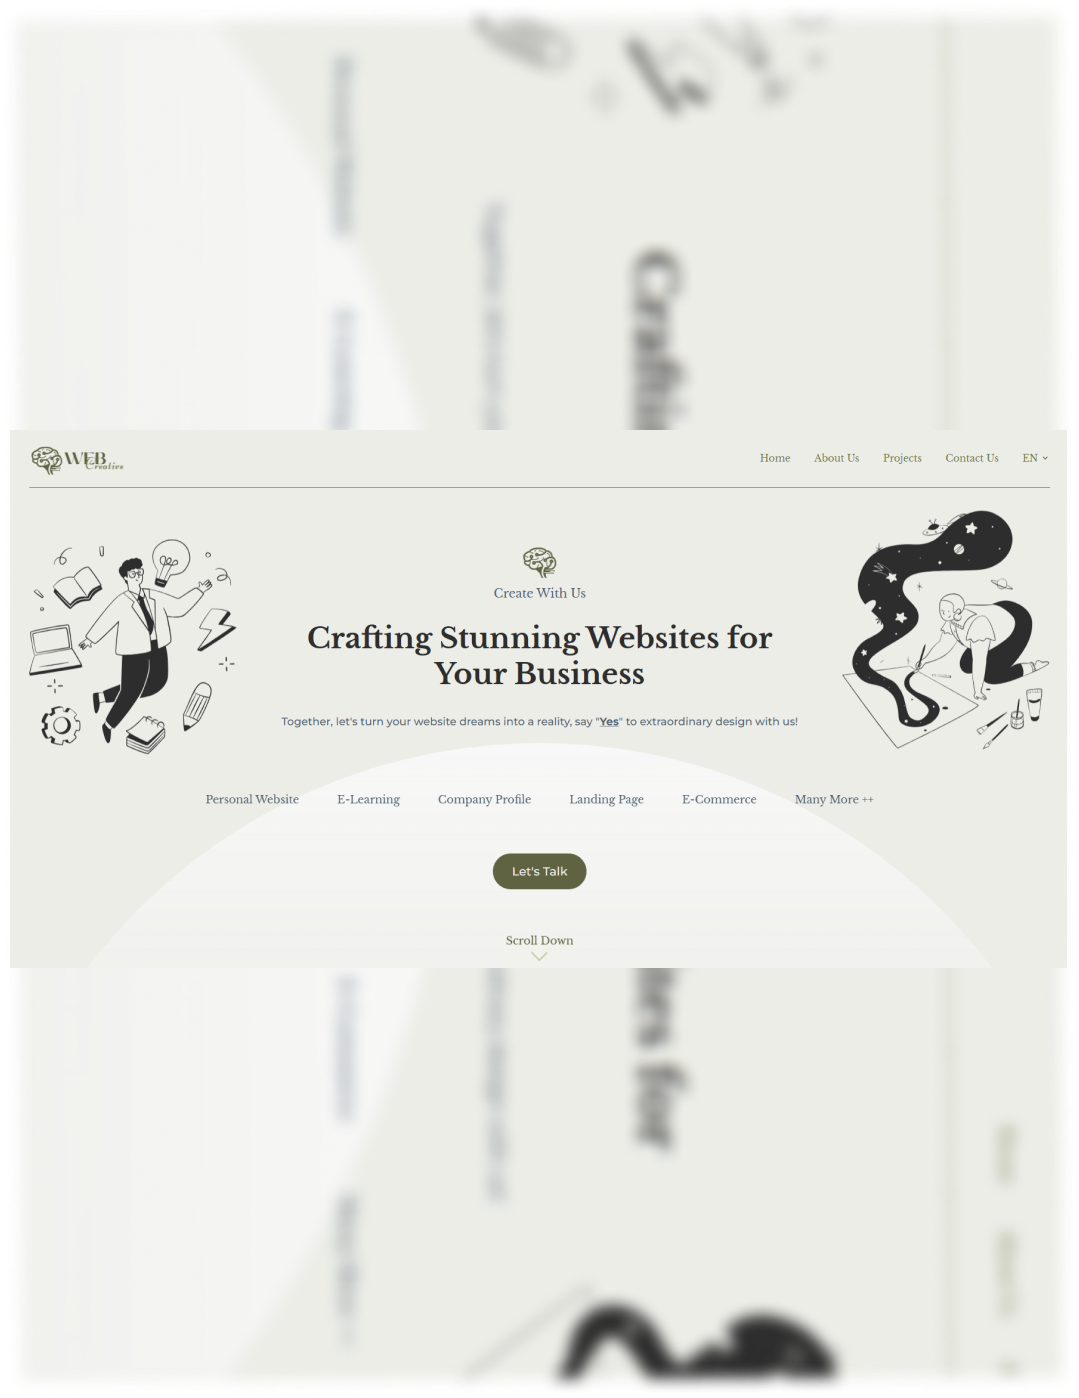 WEB
Creatives
Home About Us Projects Contact Us EN
Create With Us
Crafting Stunning Websites for
Your Business
Together, let's turn your website dreams into a reality, say "Yes" to extraordinary design with us!
Personal Website E-Learning Company Profile Landing Page E-Commerce Many More ++
Let's Talk
Scroll Down